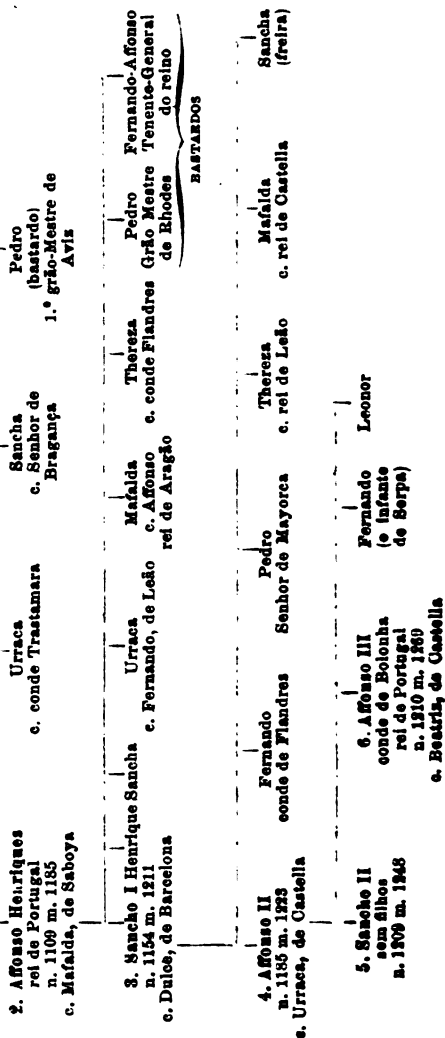 2. Affonso Henriques
rei de Portugal
n. 1109 m. 1185
c. Mafalda, de Saboya
Urraca
c. conde Trastamara
Sancha
c. Senhor de
Bragança
Pedro
(bastardo)
1.º grão-Mestre de
Aviz
3. Sancho I
n. 1154 m. 1211
c. Dulce, de Barcelona
Henrique
Sancha
Urraca
c. Fernando, de Leão
Mafalda
c. Affonso
rei de Aragão
Thereza
c. conde Flandres
Pedro
Grão Mestre
de Rhodes
Fernando-Affonso
Tenente-General
do reino
BASTARDOS
4. Affonso II
n. 1185 m. 1223
c. Urraca, de Castella
Fernando
conde de Flandres
Pedro
Senhor de Mayorca
Thereza
c. rei de Leão
Mafalda
c. rei de Castella
Sancha
(freira)
5. Sancho II
sem filhos
n. 1209 m. 1248
6. Affonso III
conde de Bolonha
rei de Portugal
n. 1210 m. 1269
c. Beatriz, de Castella
Fernando
(o infante
de Serpa)
Leonor